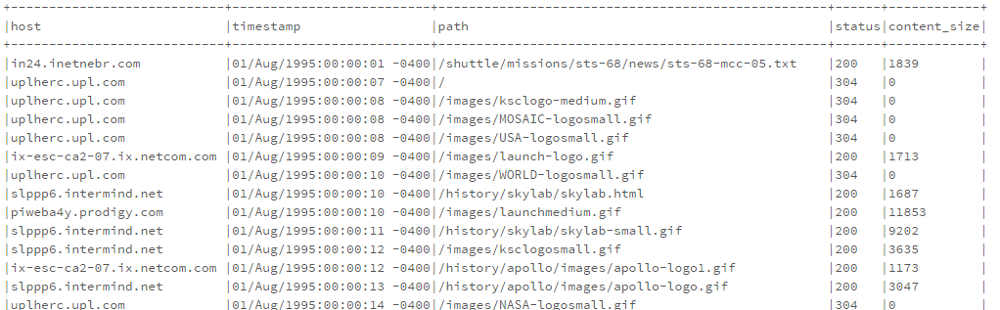 +----------------------------+--------------------------+---------------------------------------------------+------+------------+
|host |timestamp |path |status|content_size|
+----------------------------+--------------------------+---------------------------------------------------+------+------------+
|in24.inetnebr.com |01/Aug/1995:00:00:01 -0400|/shuttle/missions/sts-68/news/sts-68-mcc-05.txt |200 |1839 |
|uplherc.upl.com |01/Aug/1995:00:00:07 -0400|/ |304 |0 |
|uplherc.upl.com |01/Aug/1995:00:00:08 -0400|/images/ksclogo-medium.gif |304 |0 |
|uplherc.upl.com |01/Aug/1995:00:00:08 -0400|/images/MOSAIC-logosmall.gif |304 |0 |
|uplherc.upl.com |01/Aug/1995:00:00:08 -0400|/images/USA-logosmall.gif |304 |0 |
|ix-esc-ca2-07.ix.netcom.com |01/Aug/1995:00:00:09 -0400|/images/launch-logo.gif |200 |1713 |
|uplherc.upl.com |01/Aug/1995:00:00:10 -0400|/images/WORLD-logosmall.gif |304 |0 |
|slppp6.intermind.net |01/Aug/1995:00:00:10 -0400|/history/skylab/skylab.html |200 |1687 |
|piweba4y.prodigy.com |01/Aug/1995:00:00:10 -0400|/images/launchmedium.gif |200 |11853 |
|slppp6.intermind.net |01/Aug/1995:00:00:11 -0400|/history/skylab/skylab-small.gif |200 |9202 |
|slppp6.intermind.net |01/Aug/1995:00:00:12 -0400|/images/ksclogosmall.gif |200 |3635 |
|ix-esc-ca2-07.ix.netcom.com |01/Aug/1995:00:00:12 -0400|/history/apollo/images/apollo-logo1.gif |200 |1173 |
|slppp6.intermind.net |01/Aug/1995:00:00:13 -0400|/history/apollo/images/apollo-logo.gif |200 |3047 |
|uplherc.upl.com |01/Aug/1995:00:00:14 -0400|/images/NASA-logosmall.gif |304 |0 |